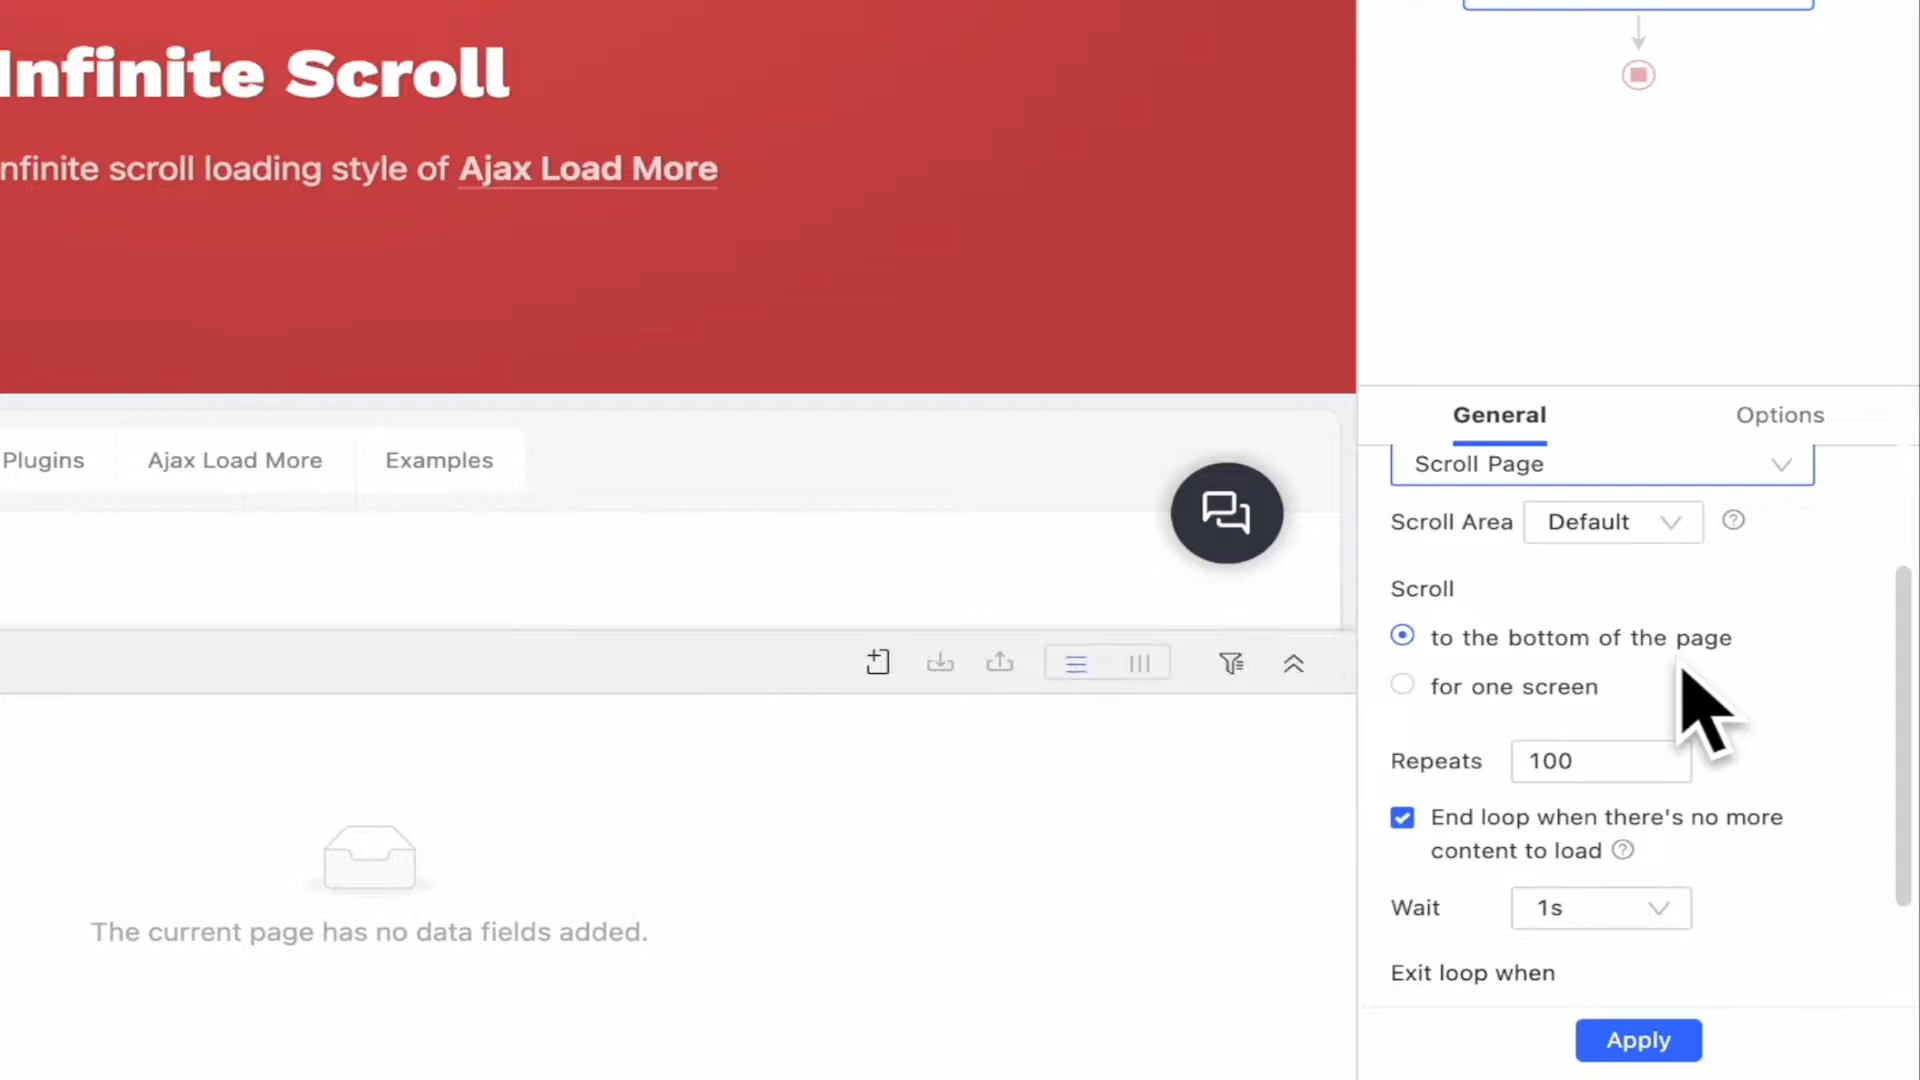 Infinite Scroll
nfinite scroll loading style of Ajax Load More
Plugins
Ajax Load More
Examples
The current page has no data fields added.
General
Options
Scroll Page
Scroll Area
Default
Scroll
to the bottom of the page
for one screen
Repeats
100
End loop when there's no more
content to load
Wait
1s
Exit loop when
Apply